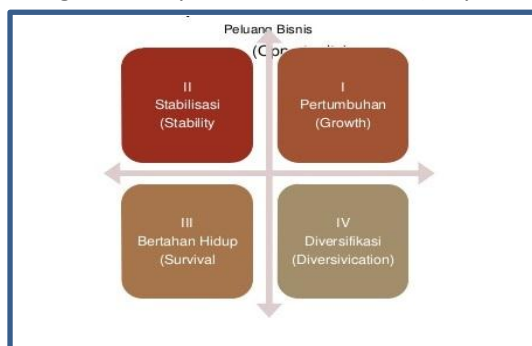 Peluang Bisnis
II
Stabilisasi
(Stability
I
Pertumbuhan
(Growth)
III
Bertahan Hidup
(Survival
IV
Diversifikasi
(Diversivication)